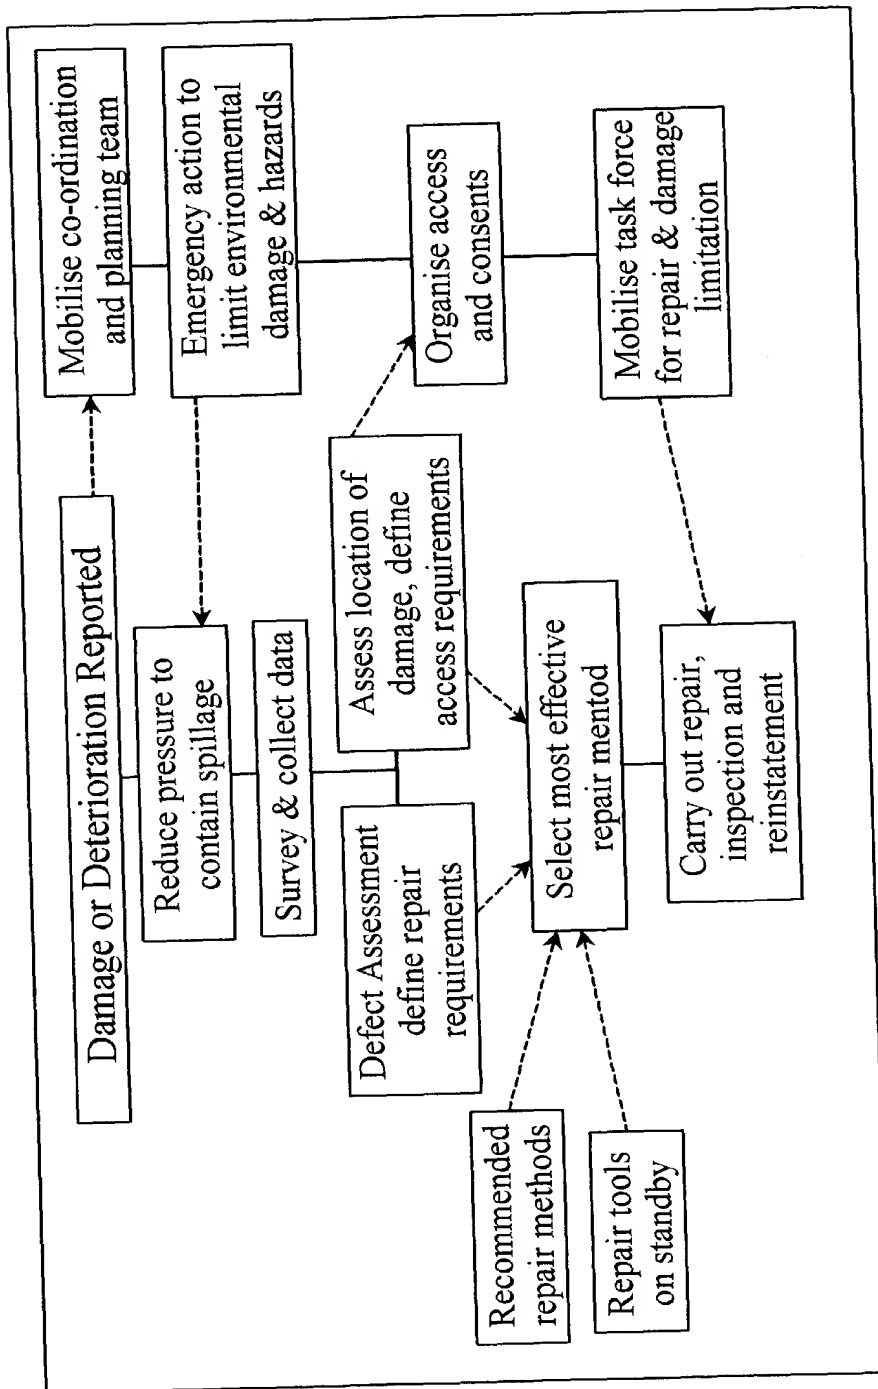 Damage or Deterioration Reported
Mobilise co-ordination
and planning team
Reduce pressure to
contain spillage
Emergency action to
limit environmental
damage & hazards
Survey & collect data
Defect Assessment
define repair
requirements
Assess location of
damage, define
access requirements
Organise access
and consents
Recommended
repair methods
Select most effective
repair mentod
Repair tools
on standby
Mobilise task force
for repair & damage
limitation
Carry out repair,
inspection and
reinstatement